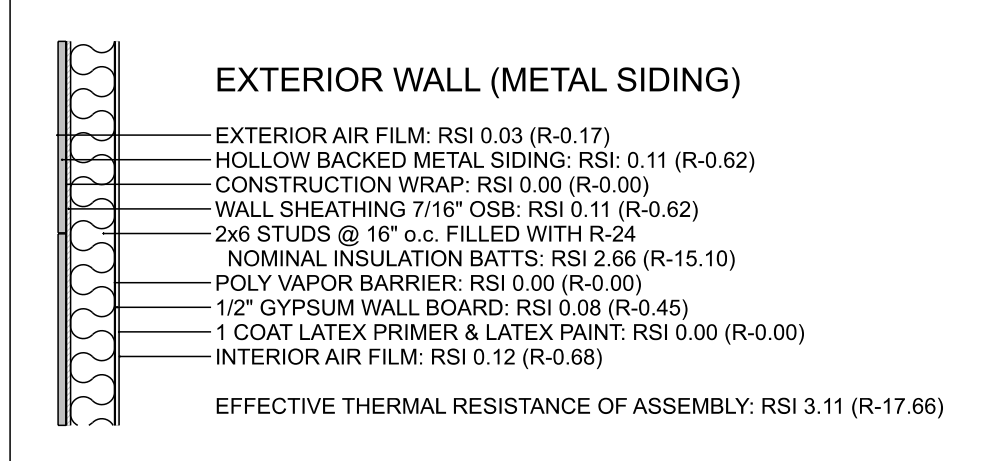 EXTERIOR WALL (METAL SIDING)
EXTERIOR AIR FILM: RSI 0.03 (R-0.17)
HOLLOW BACKED METAL SIDING: RSI: 0.11 (R-0.62)
CONSTRUCTION WRAP: RSI 0.00 (R-0.00)
WALL SHEATHING 7/16" OSB: RSI 0.11 (R-0.62)
2x6 STUDS @ 16" o.c. FILLED WITH R-24
NOMINAL INSULATION BATTS: RSI 2.66 (R-15.10)
POLY VAPOR BARRIER: RSI 0.00 (R-0.00)
1/2" GYPSUM WALL BOARD: RSI 0.08 (R-0.45)
1 COAT LATEX PRIMER & LATEX PAINT: RSI 0.00 (R-0.00)
INTERIOR AIR FILM: RSI 0.12 (R-0.68)
EFFECTIVE THERMAL RESISTANCE OF ASSEMBLY: RSI 3.11 (R-17.66)